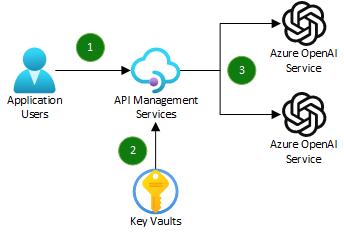 1
3
Azure OpenAI
Service
Application
Users
API Management
Services
2
Azure OpenAI
Service
Key Vaults